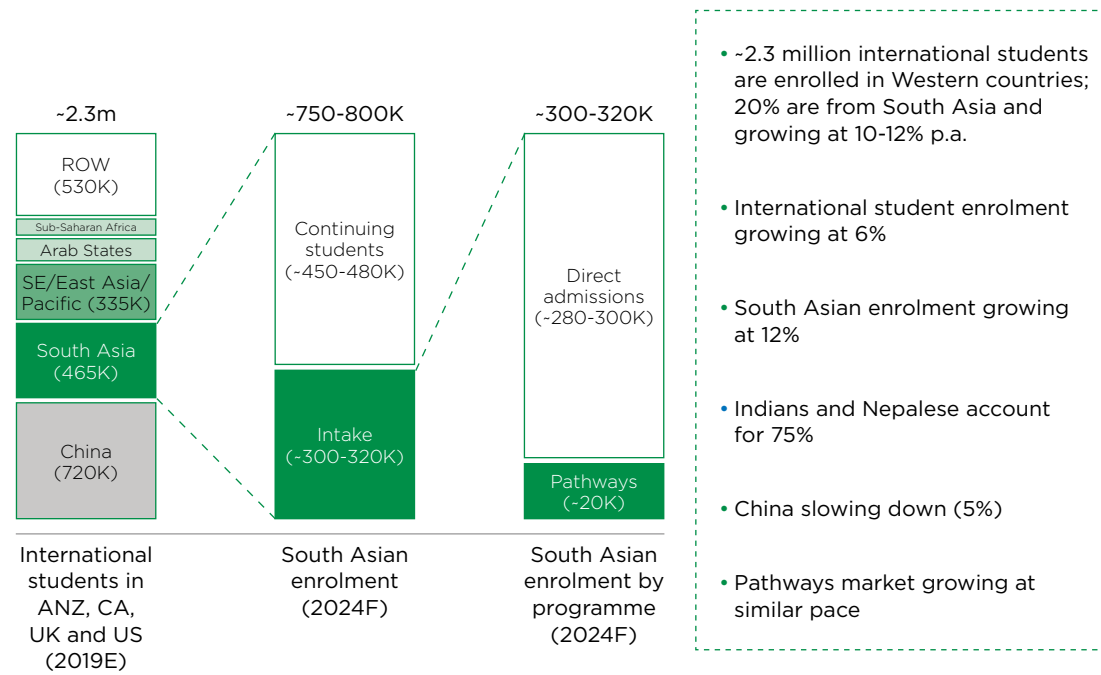 ~2.3m
ROW
(530K)
Sub-Saharan Africa
Arab States
SE/East Asia/
Pacific (335K)
South Asia
(465K)
China
(720K)
International
students in
ANZ, CA,
UK and US
(2019E)
~750-800K
Continuing
students
(~450-480K)
Intake
(~300-320K)
South Asian
enrolment
(2024F)
~300-320K
Direct
admissions
(~280-300K)
Pathways
(~20K)
South Asian
enrolment by
programme
(2024F)
• ~2.3 million international students
are enrolled in Western countries;
20% are from South Asia and
growing at 10-12% p.a.
• International student enrolment
growing at 6%
• South Asian enrolment growing
at 12%
• Indians and Nepalese account
for 75%
• China slowing down (5%)
• Pathways market growing at
similar pace